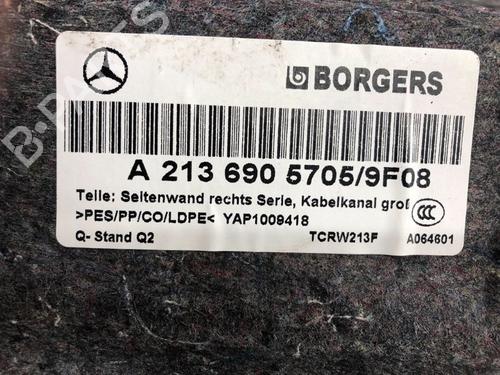 BORGERS
A 213 690 5705/9F08
Teile: Seitenwand rechts Serie, Kabelkanal groß
>PES/PP/CO/LDPE< YAP1009418
Q- Stand Q2 TCRW213F A064601
B-PARTS